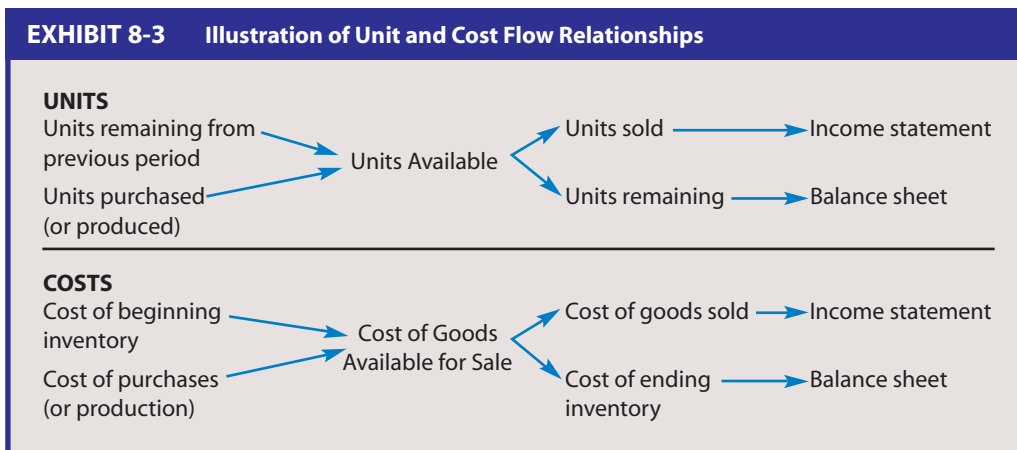 EXHIBIT 8-3 Illustration of Unit and Cost Flow Relationships
UNITS
Units remaining from
previous period
Units purchased
(or produced)
Units Available
Units sold
Income statement
Units remaining
Balance sheet
COSTS
Cost of beginning
inventory
Cost of purchases
(or production)
Cost of Goods
Available for Sale
Cost of goods sold
Income statement
Cost of ending
inventory
Balance sheet